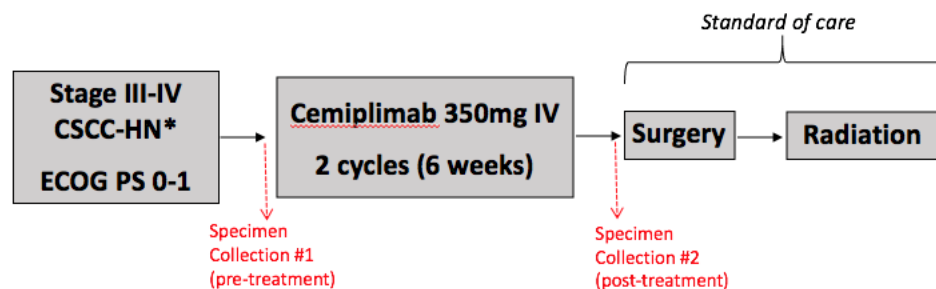 Standard of care
Stage III-IV
CSCC-HN*
ECOG PS 0-1
Cemiplimab 350mg IV
2 cycles (6 weeks)
Surgery
Radiation
Specimen
Collection #1
(pre-treatment)
Specimen
Collection #2
(post-treatment)